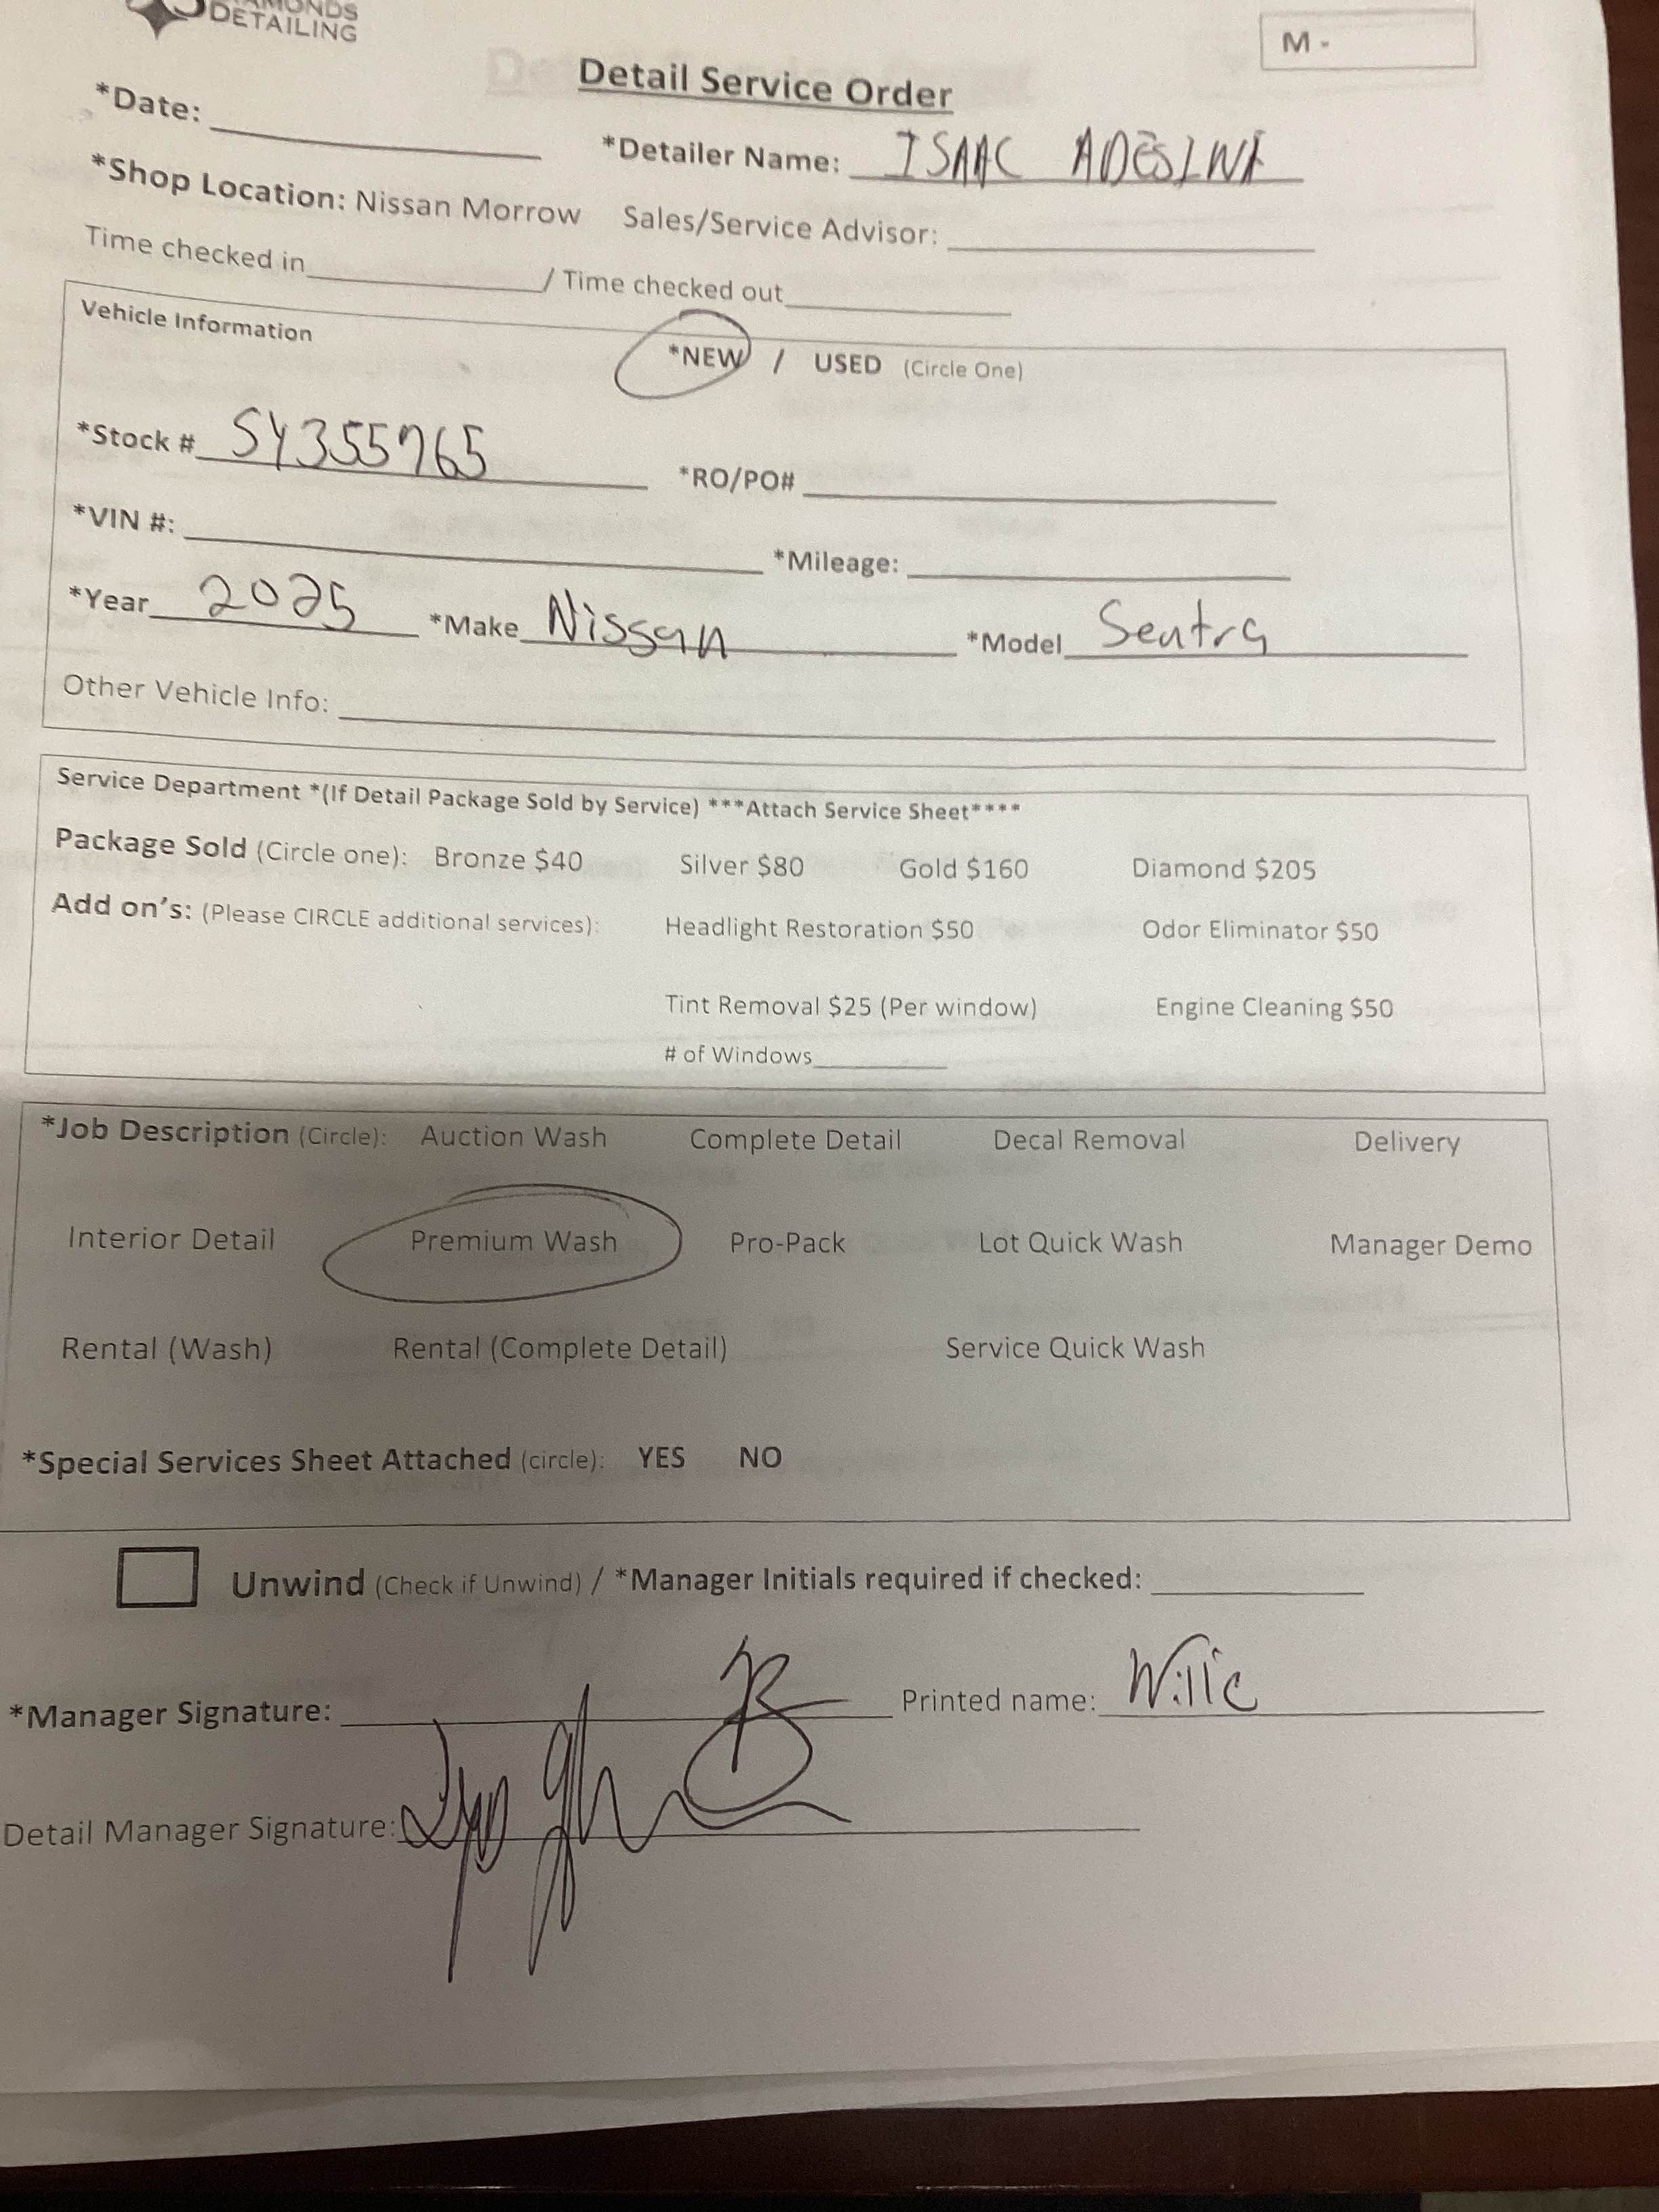 DETAILING
M -
Detail Service Order
*Date:
*Detailer Name: ISAAC ADESINA
*Shop Location: Nissan Morrow Sales/Service Advisor:
Time checked in / Time checked out
Vehicle Information
*NEW / USED (Circle One)
*Stock # SY355765
*RO/PO#
*VIN #:
*Mileage:
*Year 2025 *Make Nissan *Model Sentra
Other Vehicle Info:
Service Department *(If Detail Package Sold by Service) ***Attach Service Sheet****
Package Sold (Circle one): Bronze $40 Silver $80 Gold $160 Diamond $205
Add on's: (Please CIRCLE additional services): Headlight Restoration $50 Odor Eliminator $50
Tint Removal $25 (Per window) Engine Cleaning $50
# of Windows
*Job Description (Circle): Auction Wash Complete Detail Decal Removal Delivery
Interior Detail Premium Wash Pro-Pack Lot Quick Wash Manager Demo
Rental (Wash) Rental (Complete Detail) Service Quick Wash
*Special Services Sheet Attached (circle): YES NO
Unwind (Check if Unwind) / *Manager Initials required if checked:
*Manager Signature: Printed name: Willie
Detail Manager Signature: